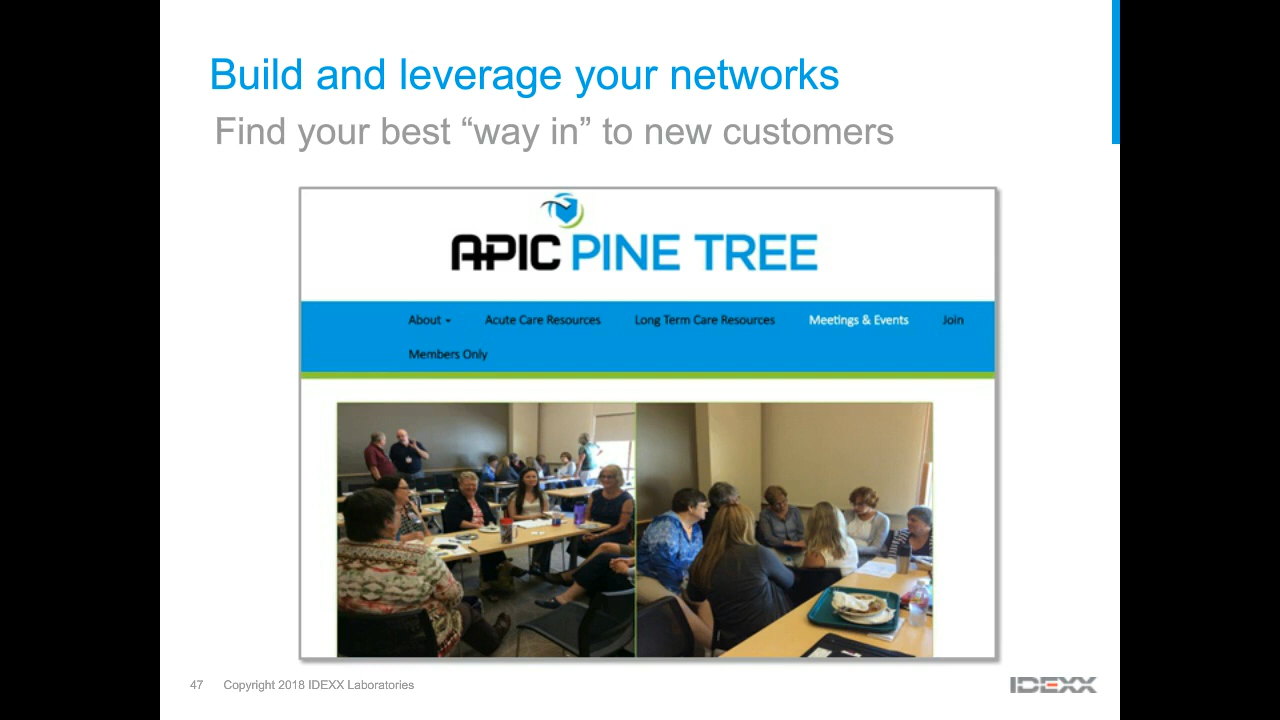 Build and leverage your networks
Find your best “way in” to new customers
APIC PINE TREE
About
Acute Care Resources
Long Term Care Resources
Meetings & Events
Join
Members Only
47
Copyright 2018 IDEXX Laboratories
IDEXX